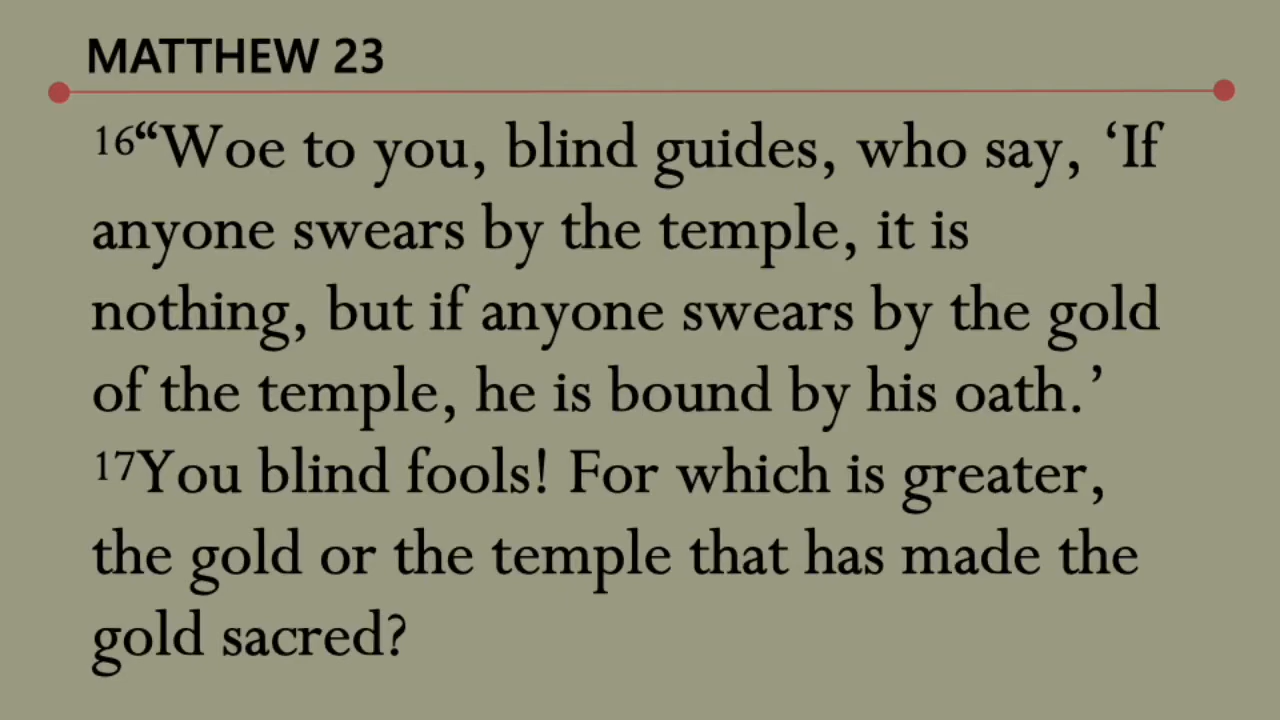 MATTHEW 23
16“Woe to you, blind guides, who say, ‘If
anyone swears by the temple, it is
nothing, but if anyone swears by the gold
of the temple, he is bound by his oath.’
17You blind fools! For which is greater,
the gold or the temple that has made the
gold sacred?